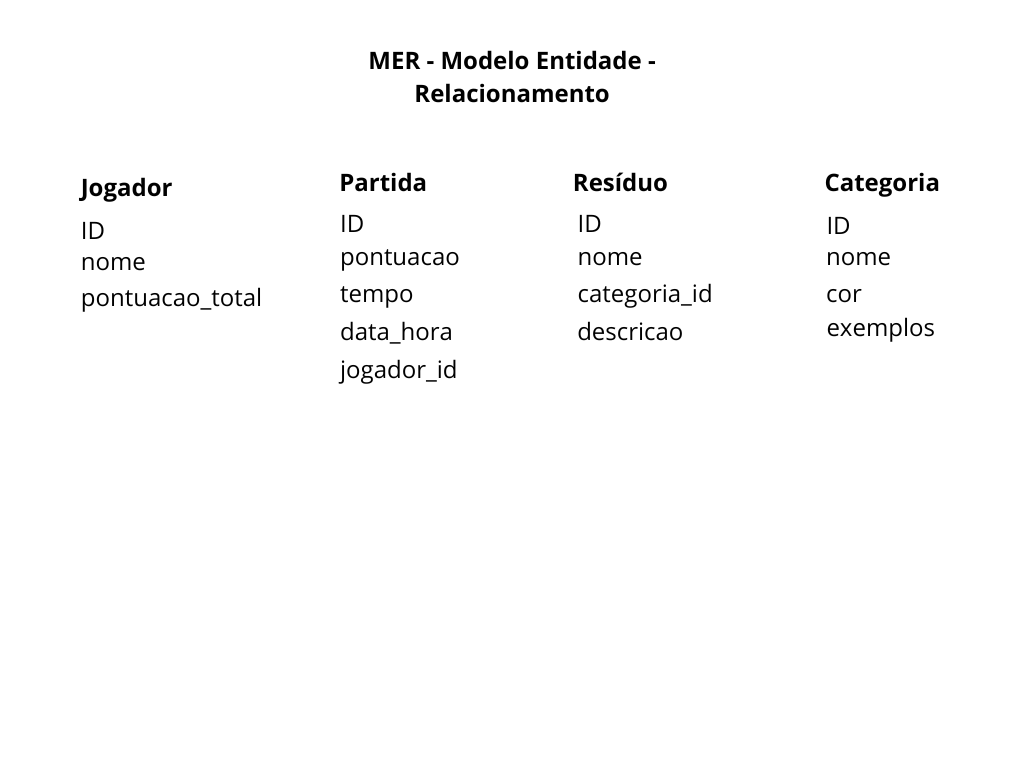 MER - Modelo Entidade -
Relacionamento
Jogador
ID
nome
pontuacao_total
Partida
ID
pontuacao
tempo
data_hora
jogador_id
Resíduo
ID
nome
categoria_id
descricao
Categoria
ID
nome
cor
exemplos